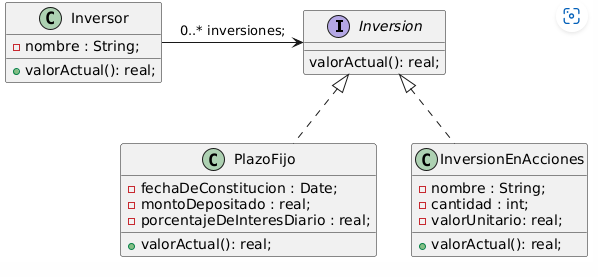 C Inversor
nombre : String;
valorActual(): real;
0..* inversiones;
I Inversion
valorActual(): real;
C PlazoFijo
fechaDeConstitucion : Date;
montoDepositado : real;
porcentajeDeInteresDiario : real;
valorActual(): real;
C InversionEnAcciones
nombre : String;
cantidad : int;
valorUnitario: real;
valorActual(): real;